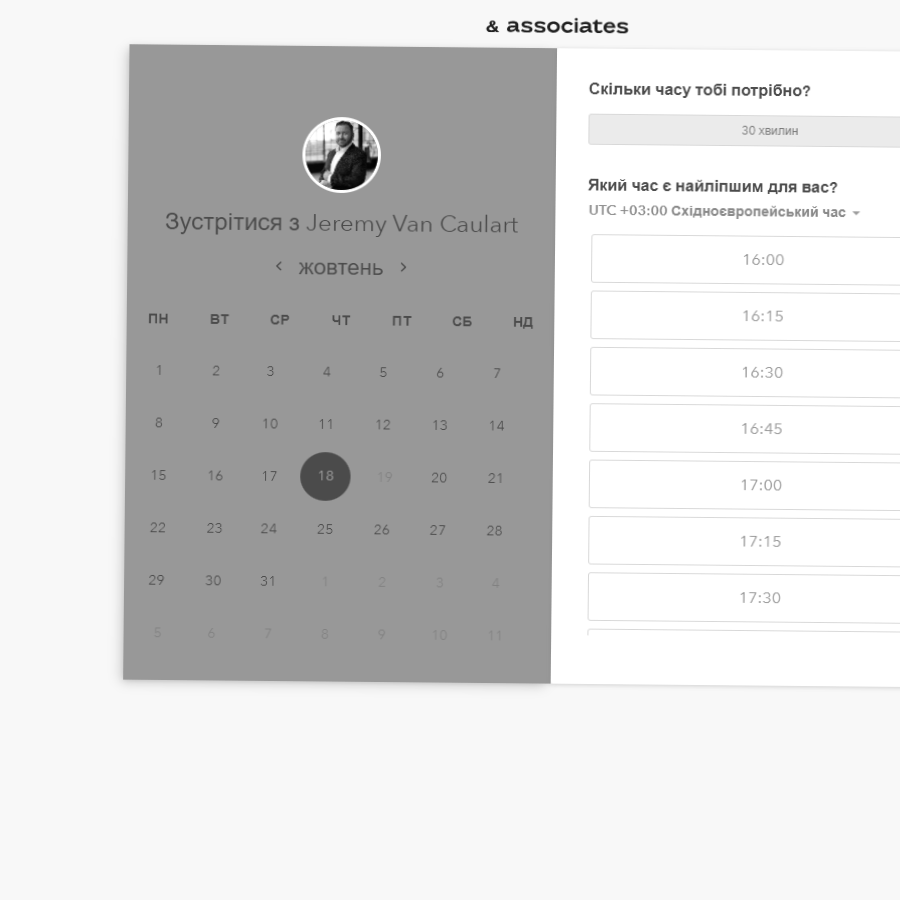 & associates
Зустрітися з Jeremy Van Caulart
жовтень
ПН ВТ СР ЧТ ПТ СБ НД
1 2 3 4 5 6 7
8 9 10 11 12 13 14
15 16 17 18 19 20 21
22 23 24 25 26 27 28
29 30 31 1 2 3 4
5 6 7 8 9 10 11
Скільки часу тобі потрібно?
30 хвилин
Який час є найліпшим для вас?
UTC +03:00 Східноєвропейський час
16:00
16:15
16:30
16:45
17:00
17:15
17:30